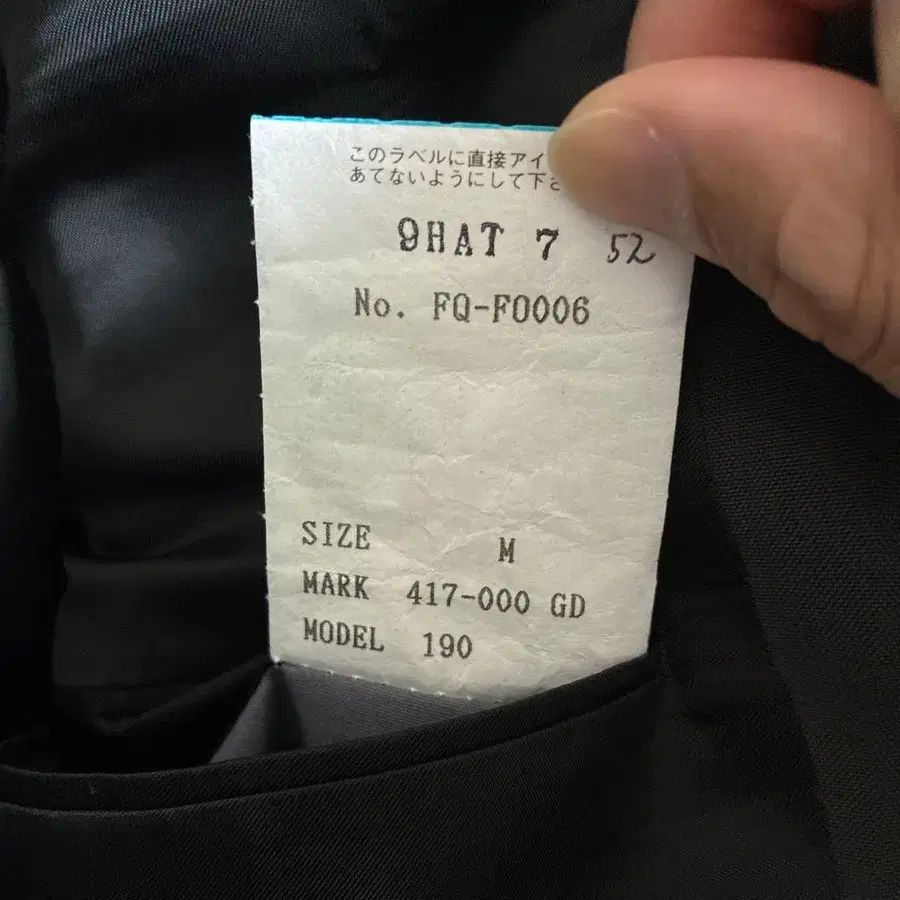 このラベルに直接アイ
あてないようにして下さ
9HAT 7 52
No. FQ-F0006
SIZE M
MARK 417-000 GD
MODEL 190